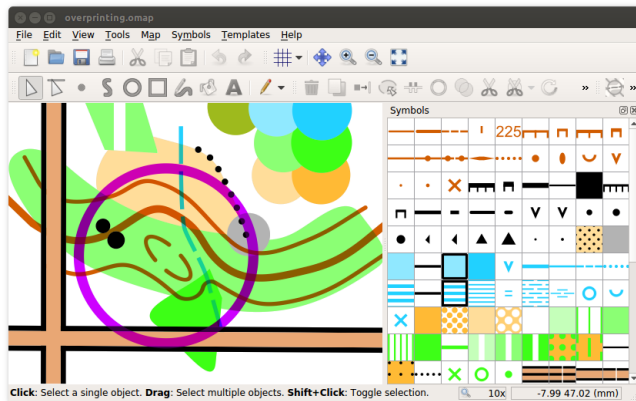 overprinting.omap
File Edit View Tools Map Symbols Templates Help
Symbols
225
Click: Select a single object. Drag: Select multiple objects. Shift+Click: Toggle selection.
10x
-7.99 47.02 (mm)